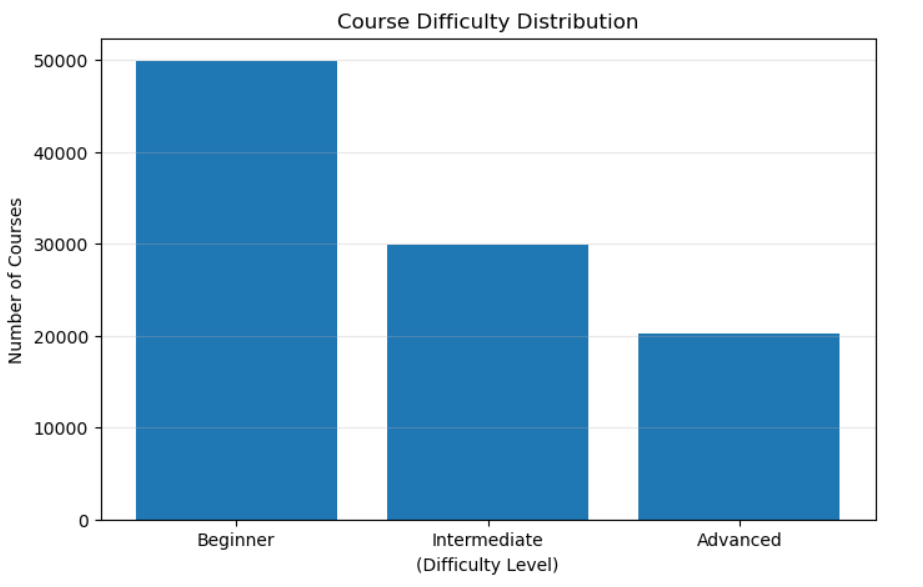 Course Difficulty Distribution
Number of Courses
50000
40000
30000
20000
10000
0
Beginner Intermediate Advanced
(Difficulty Level)